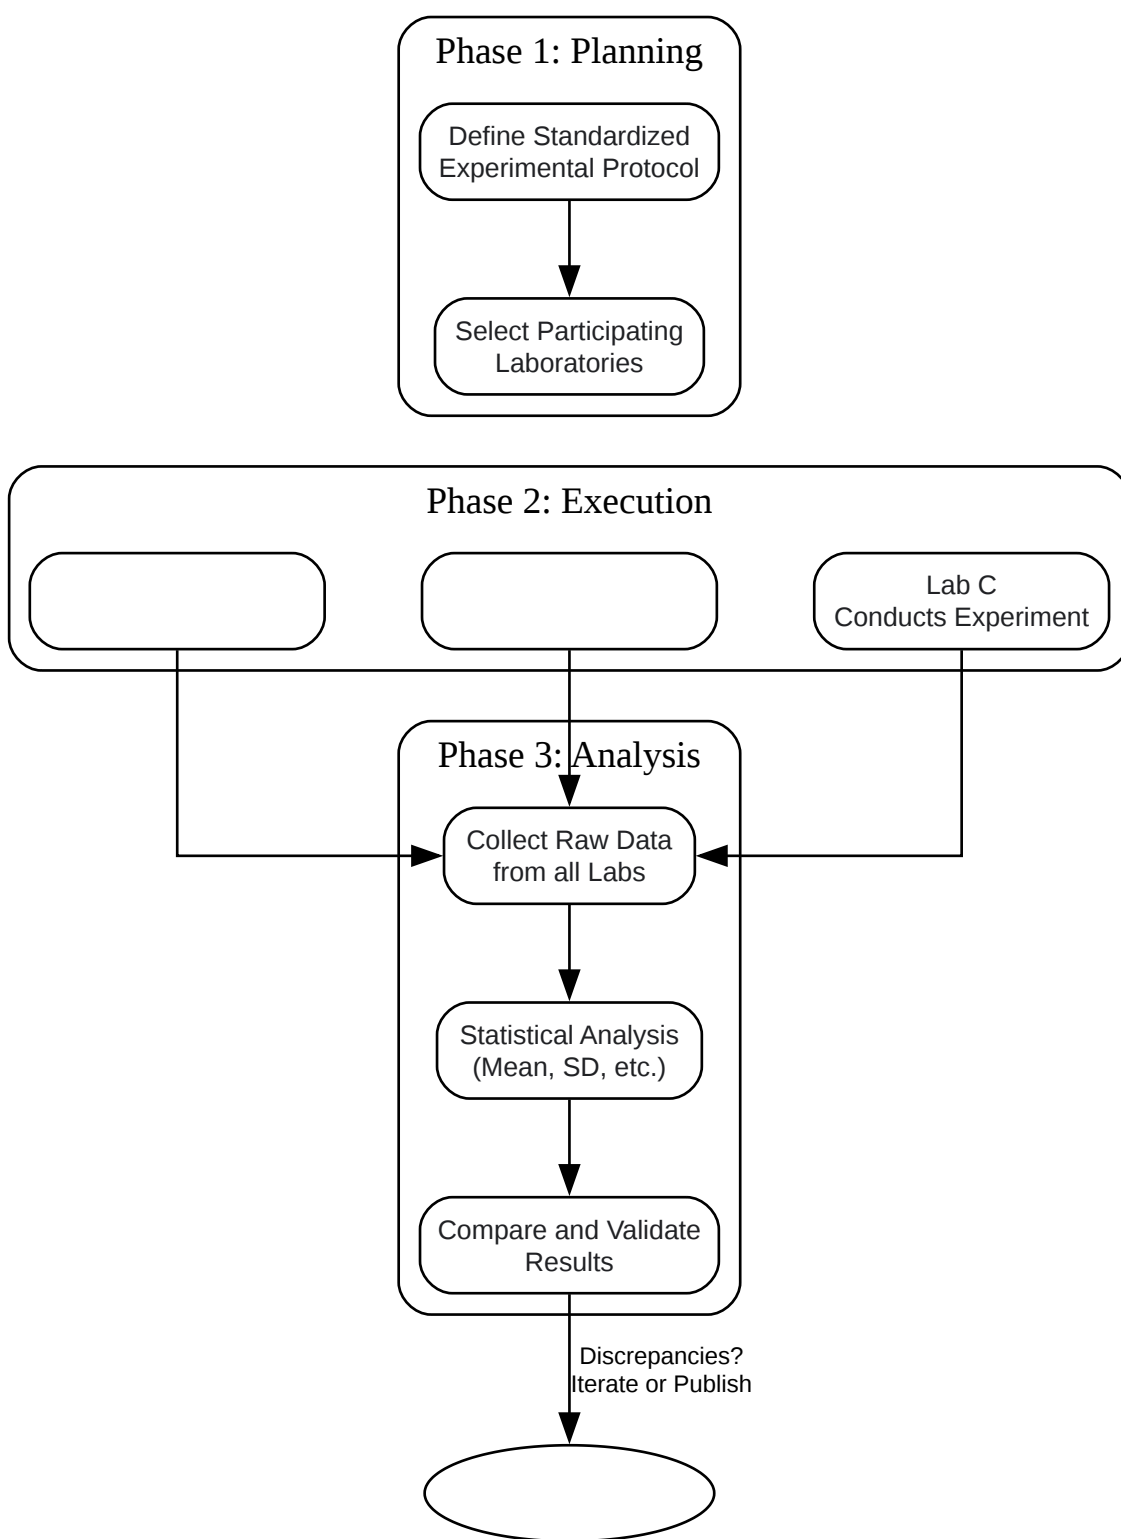 Phase 1: Planning
Define Standardized
Experimental Protocol
Select Participating
Laboratories
Phase 2: Execution
Lab C
Conducts Experiment
Phase 3: Analysis
Collect Raw Data
from all Labs
Statistical Analysis
(Mean, SD, etc.)
Compare and Validate
Results
Discrepancies?
Iterate or Publish